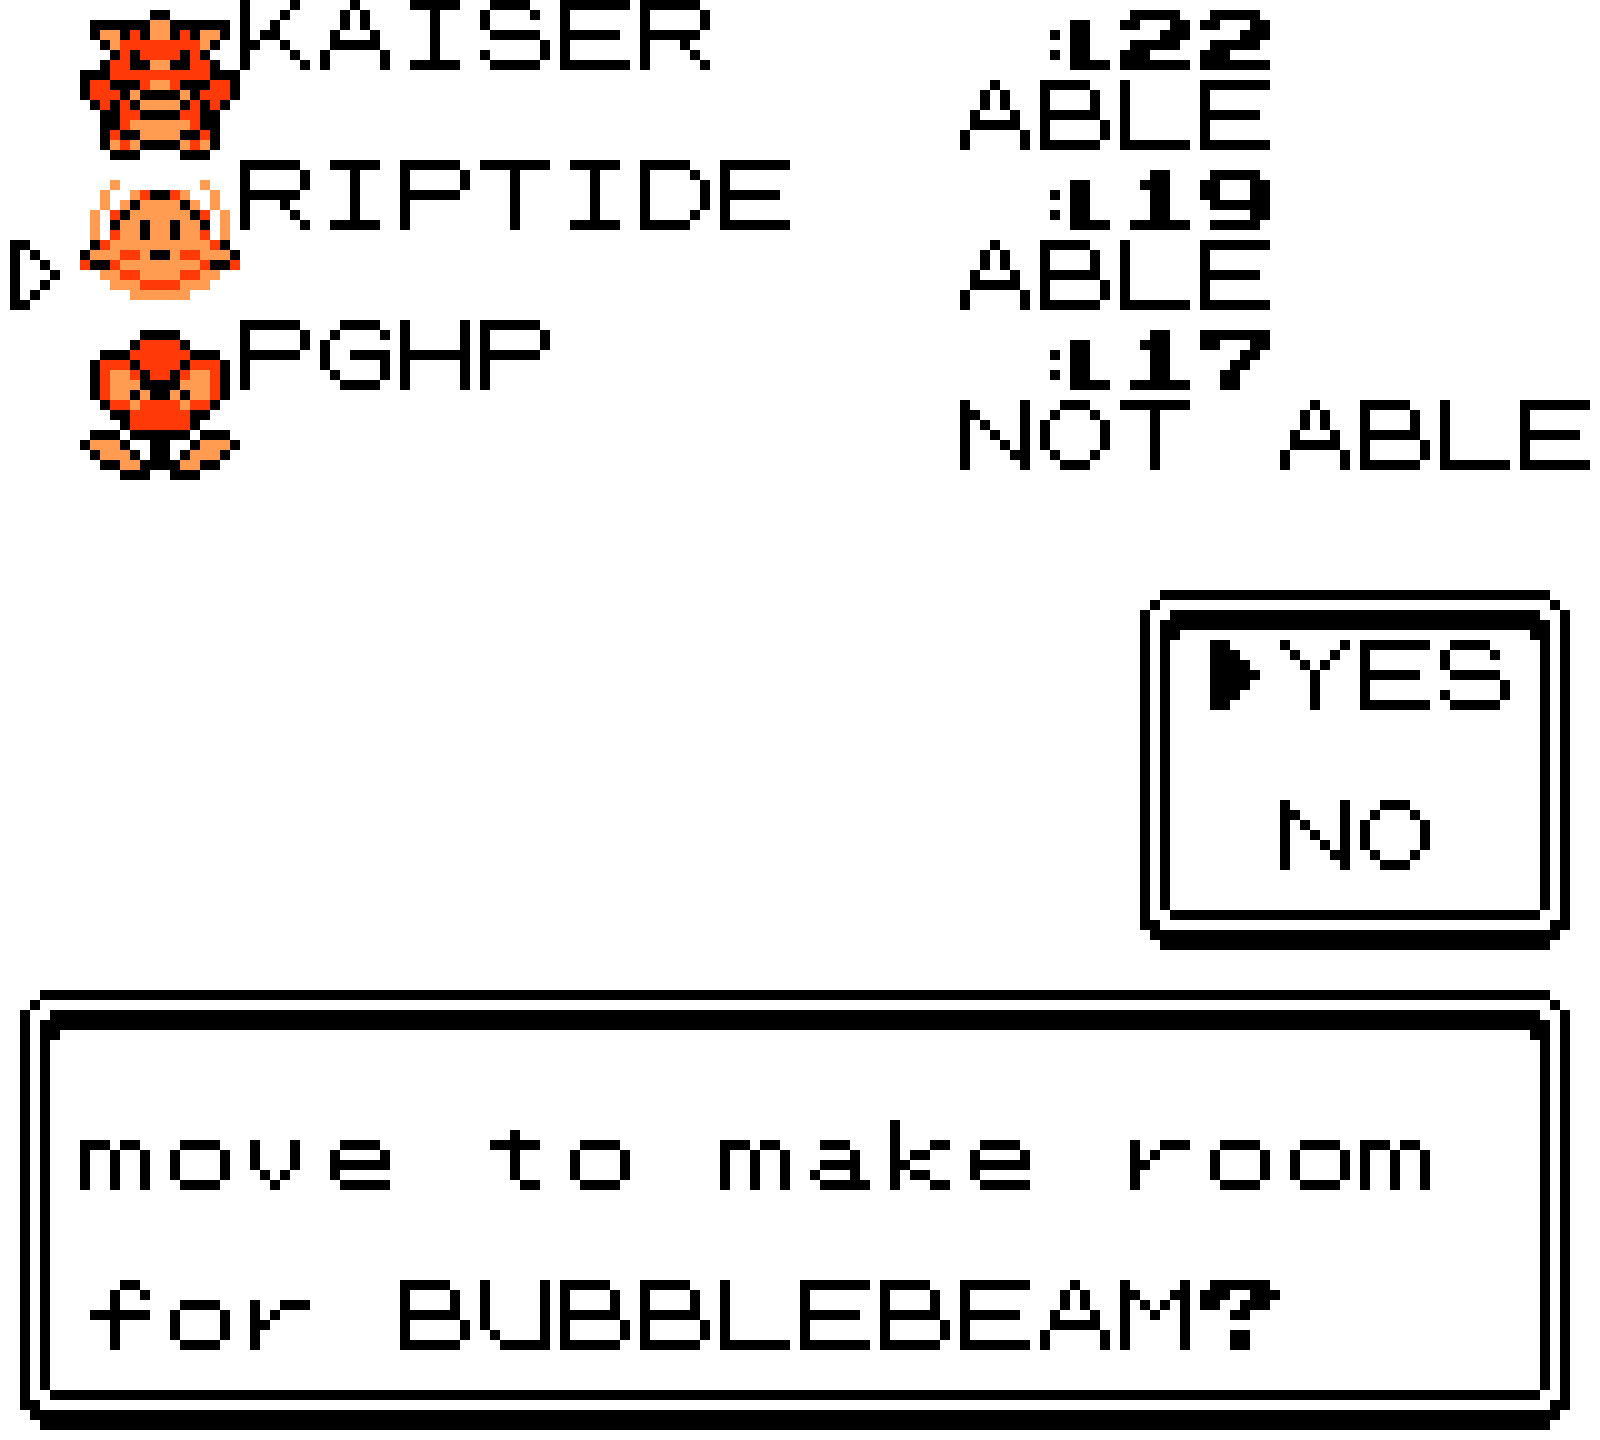 KAISER :L22
ABLE
RIPTIDE :L19
ABLE
PGHP :L17
NOT ABLE
YES
NO
move to make room
for BUBBLEBEAM?